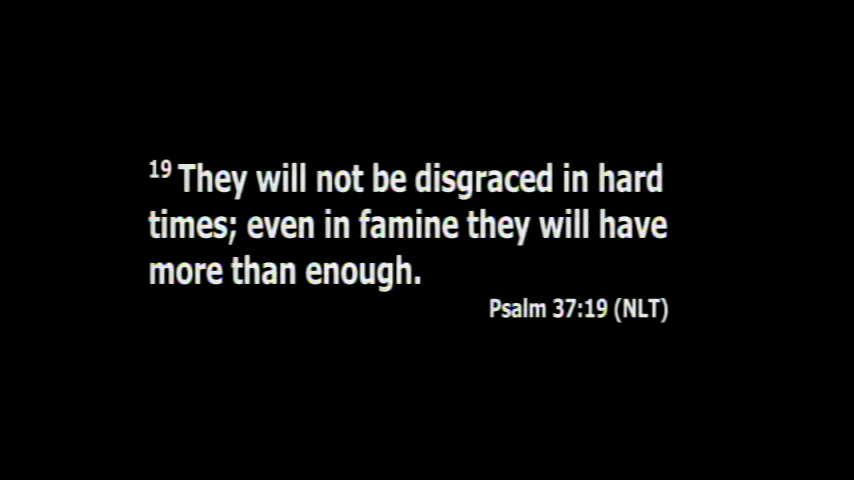 19 They will not be disgraced in hard
times; even in famine they will have
more than enough.
Psalm 37:19 (NLT)